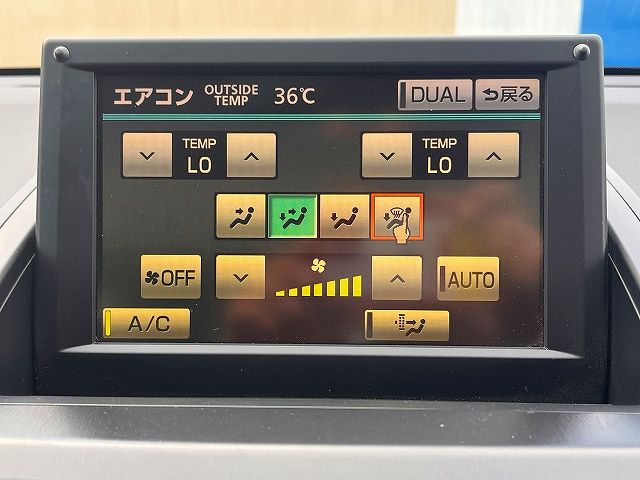 エアコン OUTSIDE TEMP 36℃ DUAL 戻る
TEMP LO TEMP LO
OFF AUTO
A/C